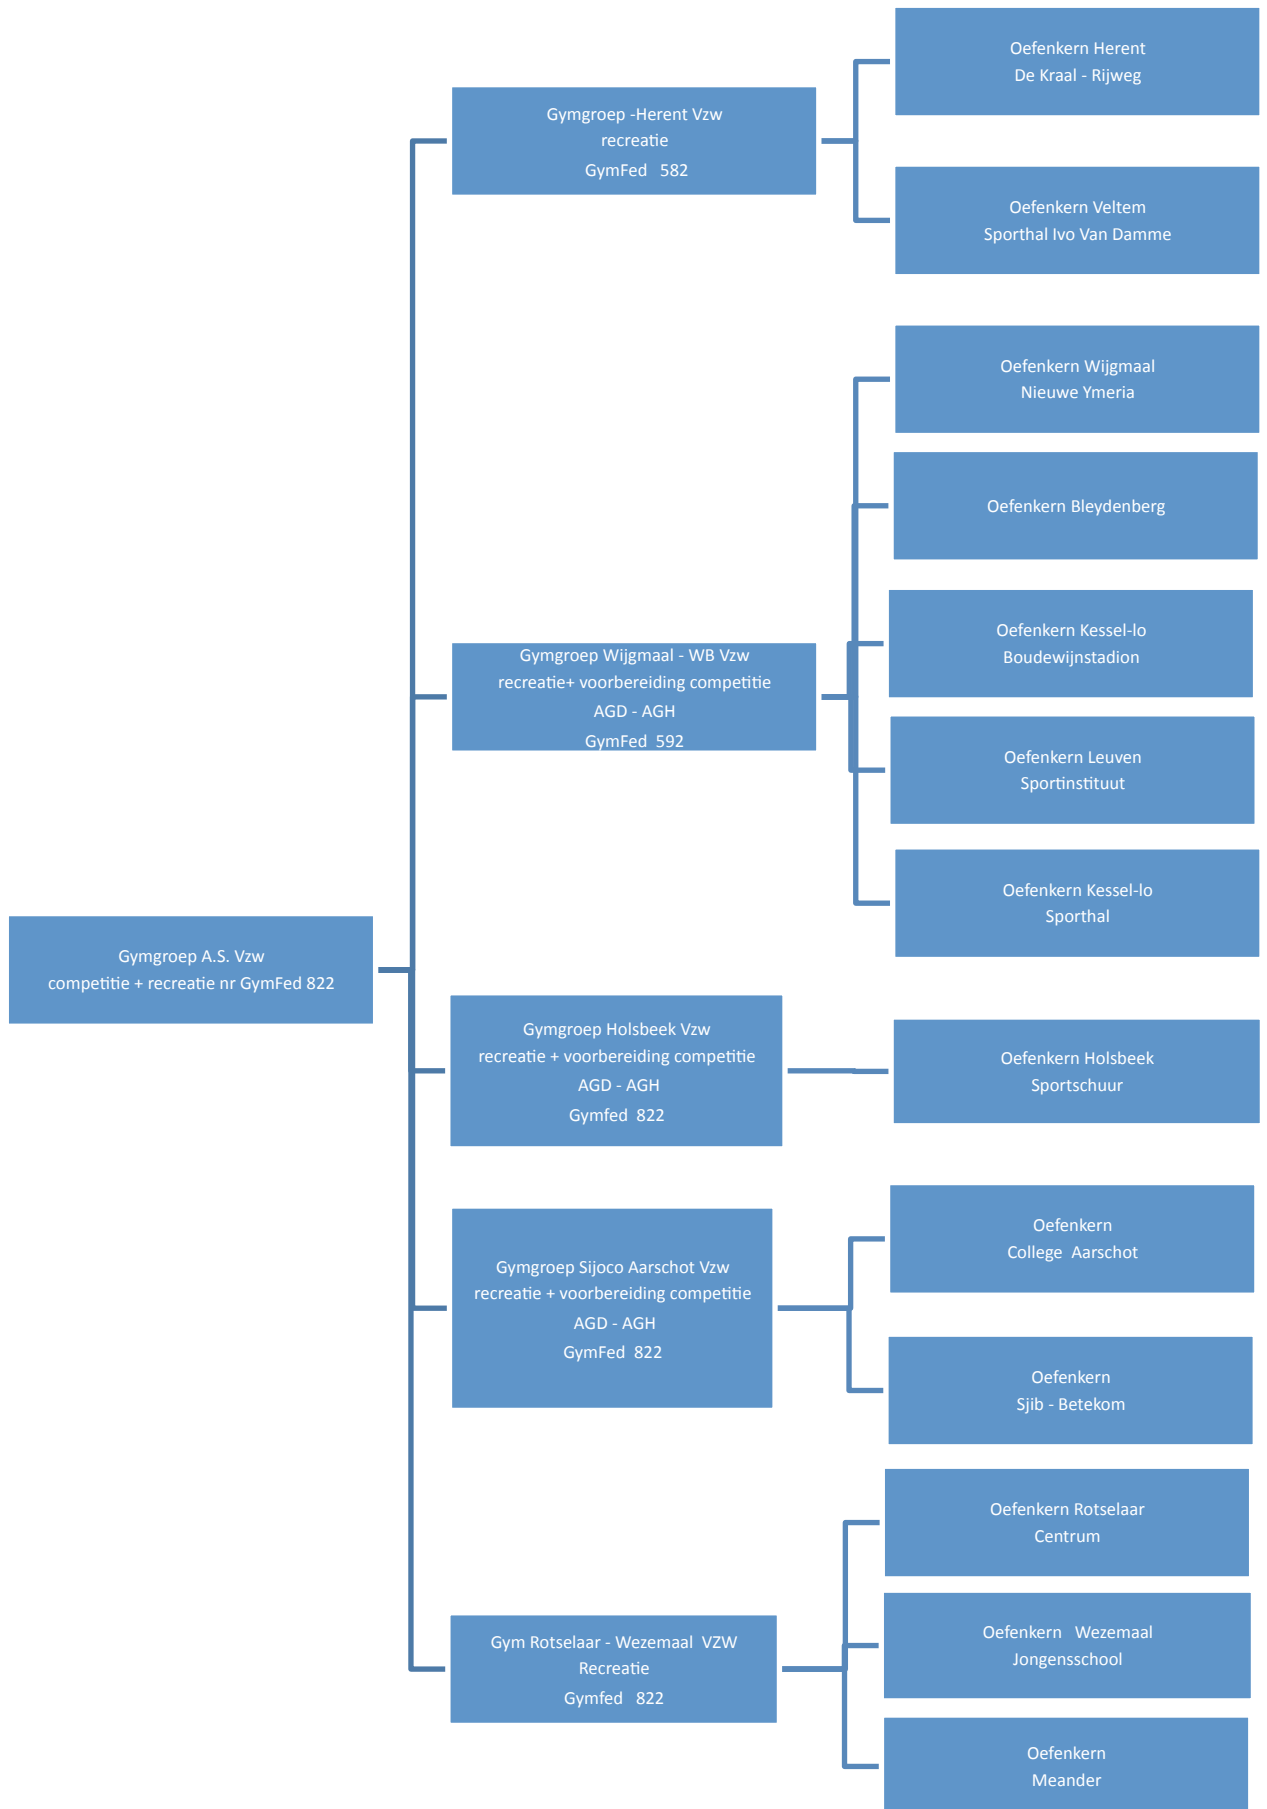 Gymgroep A.S. Vzw
competitie + recreatie nr GymFed 822
Gymgroep -Herent Vzw
recreatie
GymFed 582
Oefenkern Herent
De Kraal - Rijweg
Oefenkern Veltem
Sporthal Ivo Van Damme
Gymgroep Wijgmaal - WB Vzw
recreatie+ voorbereiding competitie
AGD - AGH
GymFed 592
Oefenkern Wijgmaal
Nieuwe Ymeria
Oefenkern Bleydenberg
Oefenkern Kessel-lo
Boudewijnstadion
Oefenkern Leuven
Sportinstituut
Oefenkern Kessel-lo
Sporthal
Gymgroep Holsbeek Vzw
recreatie + voorbereiding competitie
AGD - AGH
Gymfed 822
Oefenkern Holsbeek
Sportschuur
Gymgroep Sijoco Aarschot Vzw
recreatie + voorbereiding competitie
AGD - AGH
GymFed 822
Oefenkern
College Aarschot
Oefenkern
Sjib - Betekom
Gym Rotselaar - Wezemaal VZW
Recreatie
Gymfed 822
Oefenkern Rotselaar
Centrum
Oefenkern Wezemaal
Jongensschool
Oefenkern
Meander